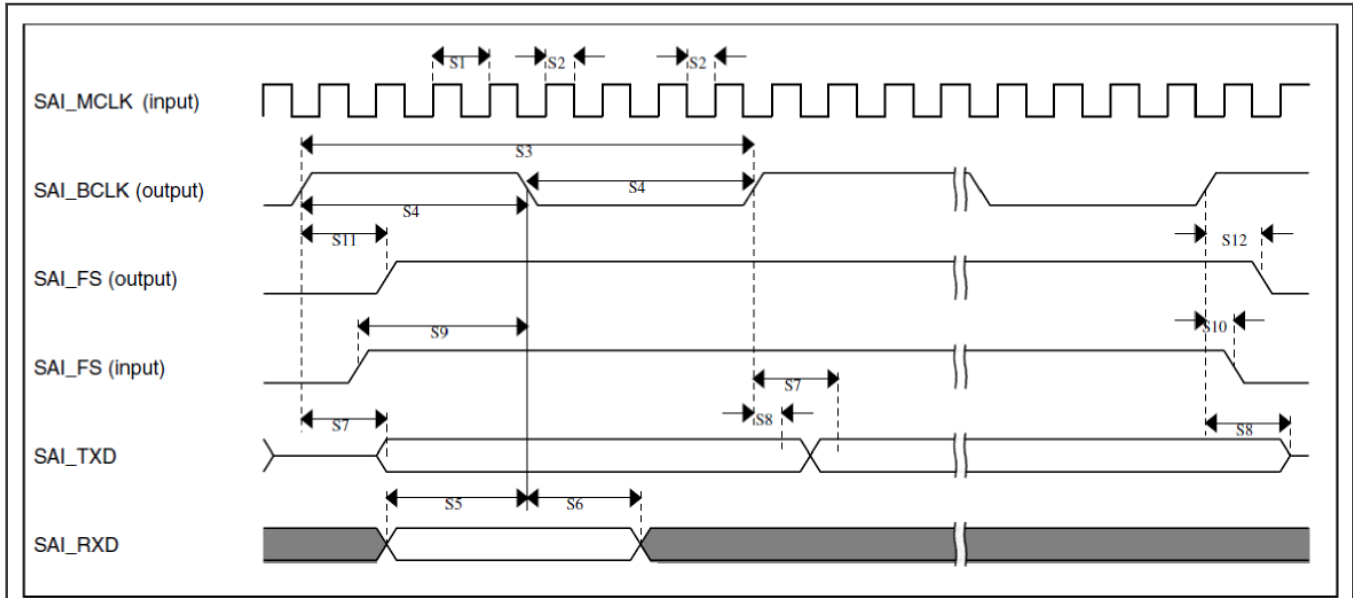 S1 S2 S2
SAI_MCLK (input)
S3
SAI_BCLK (output)
S4
S4
S11 S12
SAI_FS (output)
S9 S10
SAI_FS (input)
S7
S7 S8 S8
SAI_TXD
S5 S6
SAI_RXD